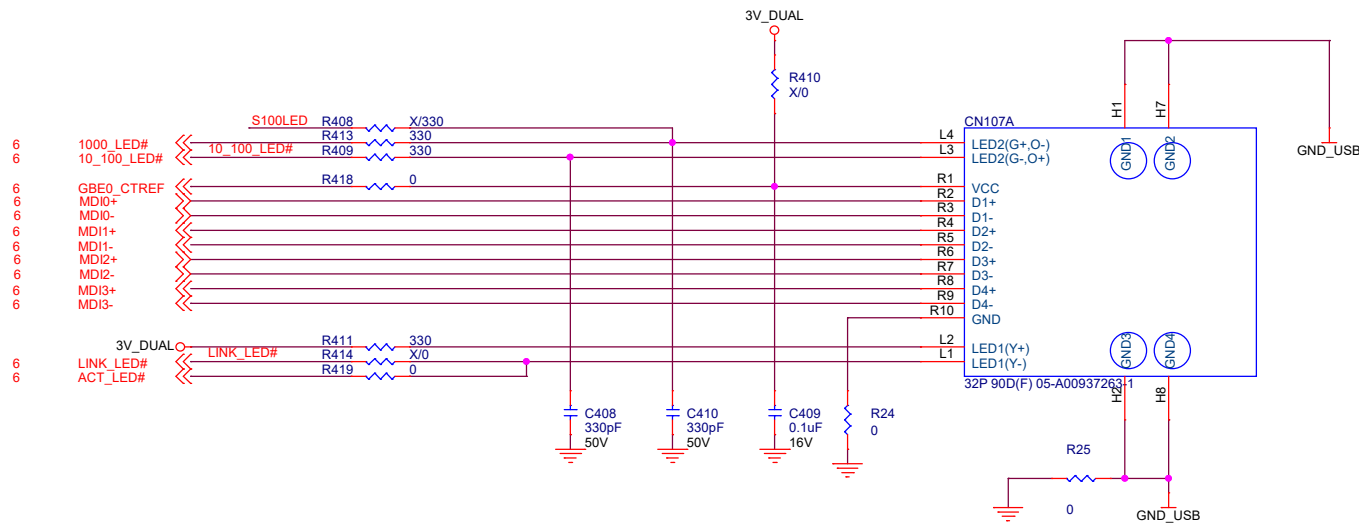 3V_DUAL
R410
X/0
S100LED R408 X/330
6 1000_LED# R413 330 L4 LED2(G+,O-)
6 10_100_LED# 10_100_LED# R409 330 L3 LED2(G-,O+)
6 GBE0_CTREF R418 0 R1 VCC
6 MDI0+ R2 D1+
6 MDI0- R3 D1-
6 MDI1+ R4 D2+
6 MDI1- R5 D2-
6 MDI2+ R6 D3+
6 MDI2- R7 D3-
6 MDI3+ R8 D4+
6 MDI3- R9 D4-
R10 GND
3V_DUAL R411 330 L2 LED1(Y+)
6 LINK_LED# LINK_LED# R414 X/0 L1 LED1(Y-)
6 ACT_LED# R419 0
CN107A
H1 H7
GND1 GND2
GND_USB
GND3 GND4
32P 90D(F) 05-A00937263-1
H2 H8
C408
330pF
50V
C410
330pF
50V
C409
0.1uF
16V
R24
0
R25
0
GND_USB